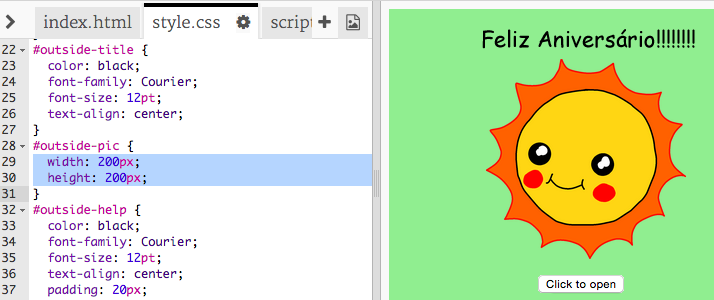 index.html
style.css
script
22 #outside-title {
23 color: black;
24 font-family: Courier;
25 font-size: 12pt;
26 text-align: center;
27 }
28 #outside-pic {
29 width: 200px;
30 height: 200px;
31 }
32 #outside-help {
33 color: black;
34 font-family: Courier;
35 font-size: 12pt;
36 text-align: center;
37 padding: 20px;
Feliz Aniversário!!!!!!!!
Click to open